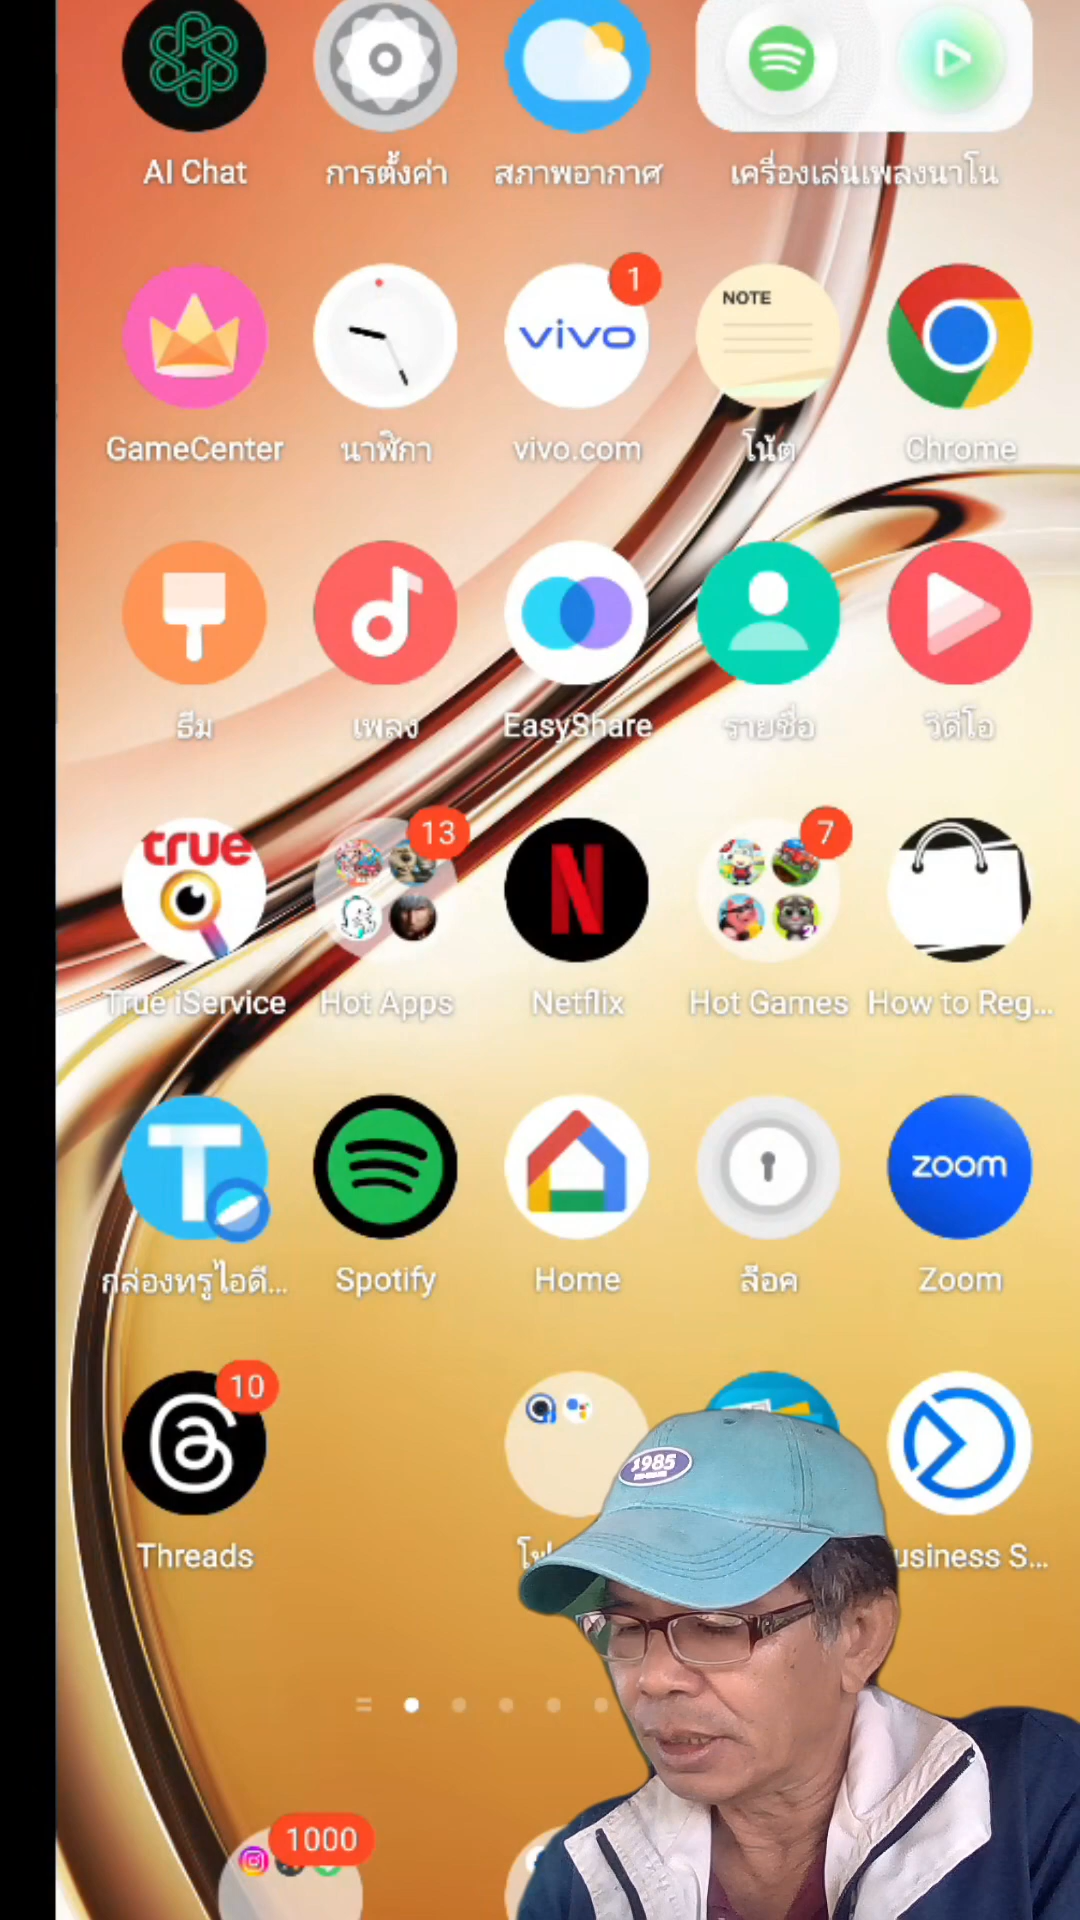 AI Chat
การตั้งค่า
สภาพอากาศ
เครื่องเล่นเพลงนาโน
1
vivo
NOTE
GameCenter
นาฬิกา
vivo.com
โน้ต
Chrome
ธีม
เพลง
EasyShare
รายชื่อ
วิดีโอ
true
13
7
True iService
Hot Apps
Netflix
Hot Games
How to Reg...
T
zoom
กล่องทรูไอดี...
Spotify
Home
ล็อค
Zoom
10
1985
Threads
usiness S...
1000